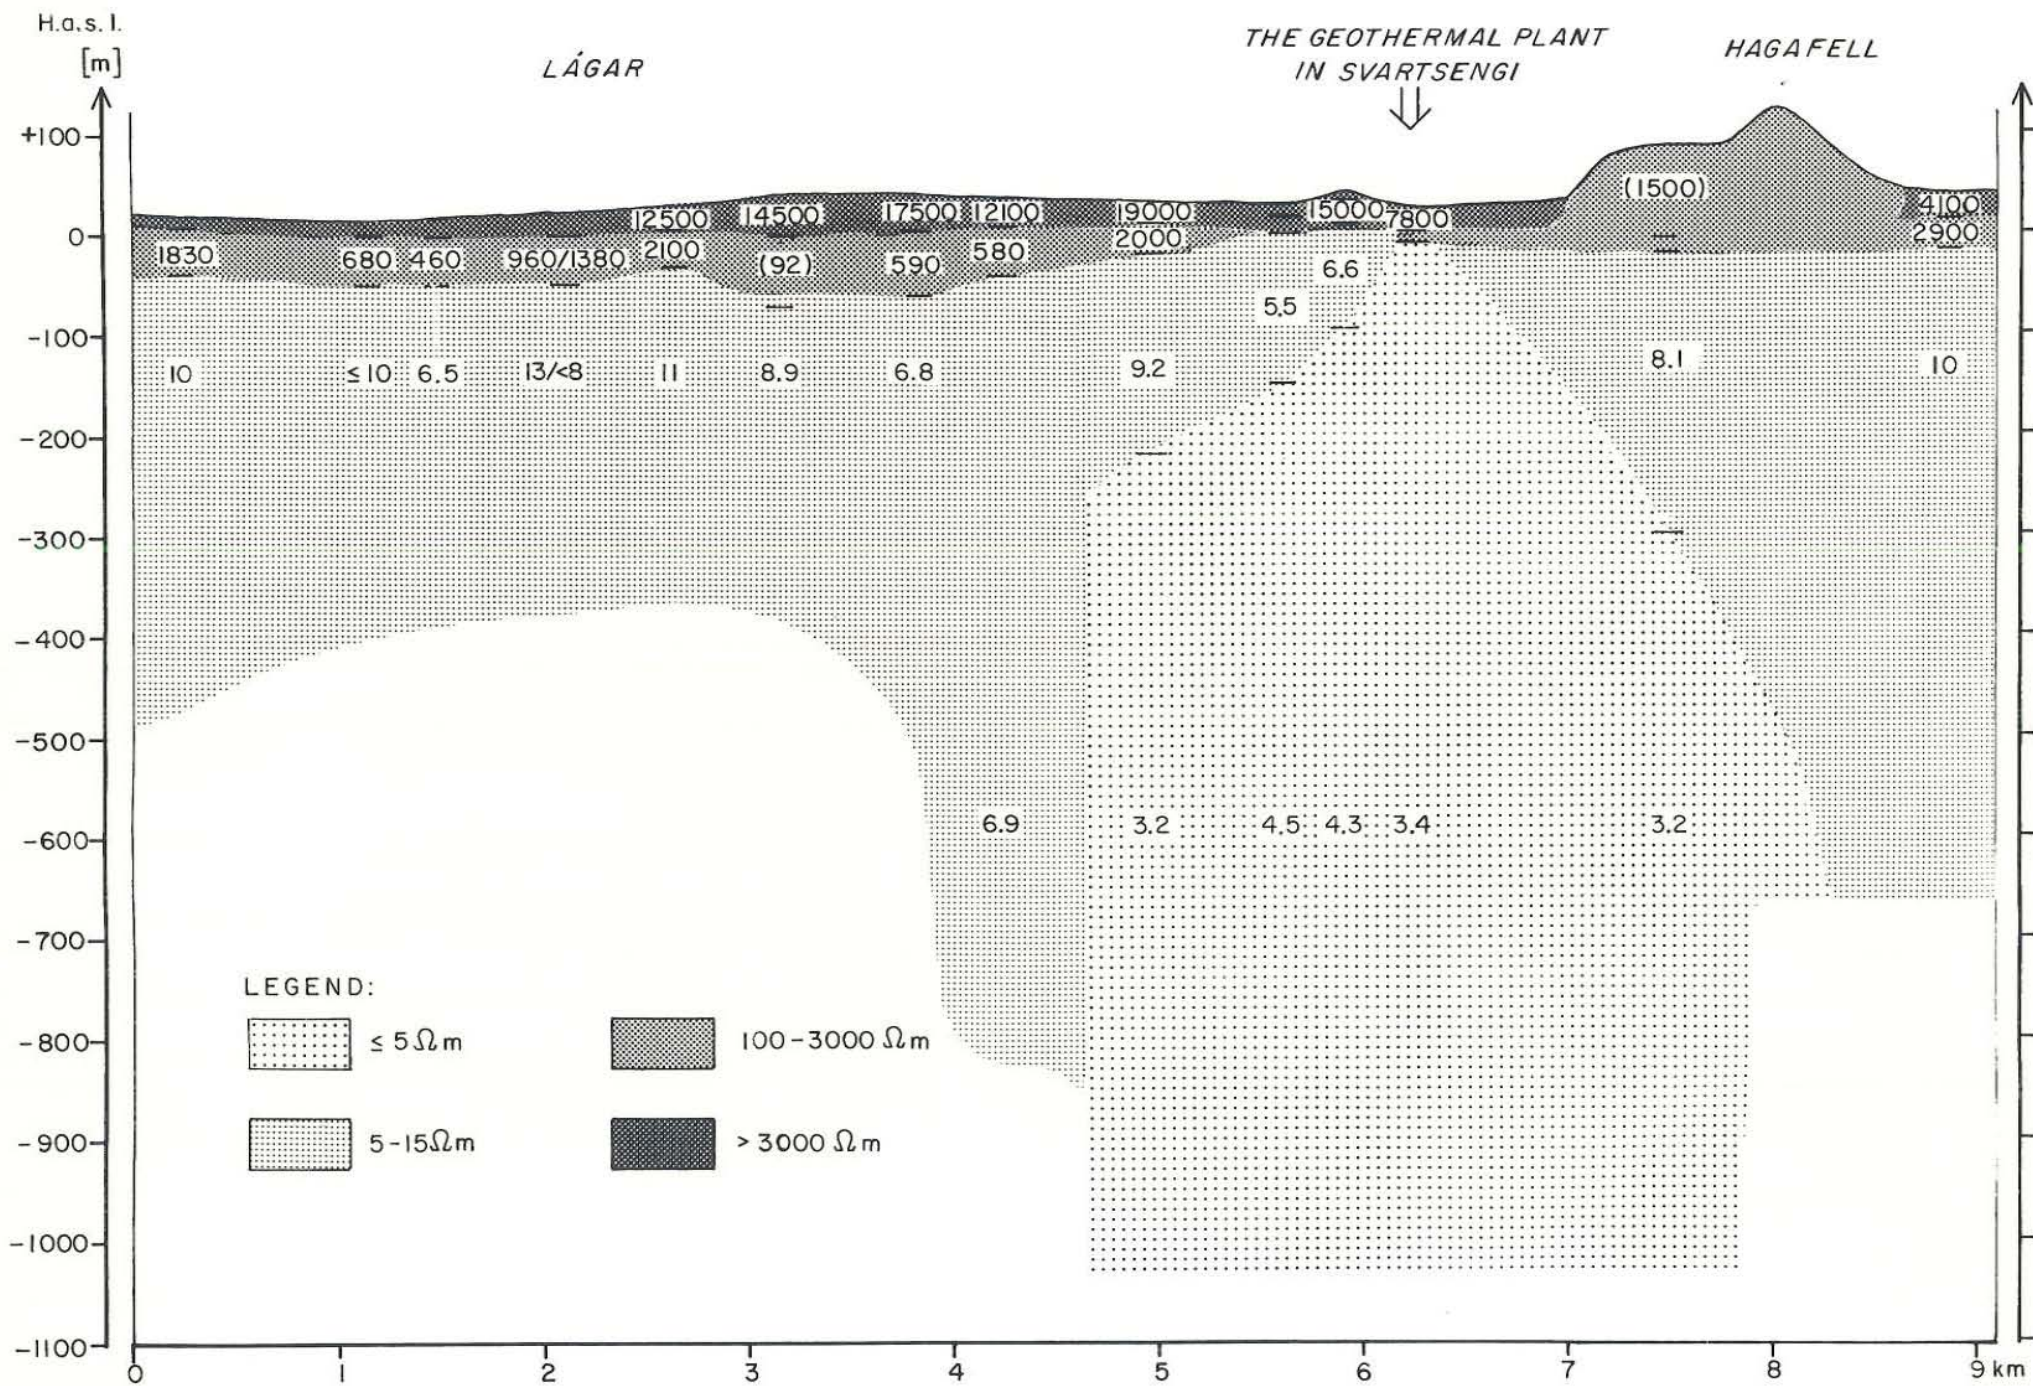 H.a.s.l.
[m]
LÁGAR
THE GEOTHERMAL PLANT
IN SVARTSENGI
HAGAFELL
+100
0
-100
-200
-300
-400
-500
-600
-700
-800
-900
-1000
-1100
12500 14500 17500 12100 19000 15000 7800 (1500) 4100
1830 680 460 960/1380 2100 (92) 590 580 2000 2900
6.6
5.5
10 ≤10 6.5 13/<8 11 8.9 6.8 9.2 8.1 10
6.9 3.2 4.5 4.3 3.4 3.2
LEGEND:
≤ 5Ωm
100-3000 Ωm
5-15Ωm
> 3000 Ωm
0 1 2 3 4 5 6 7 8 9 km